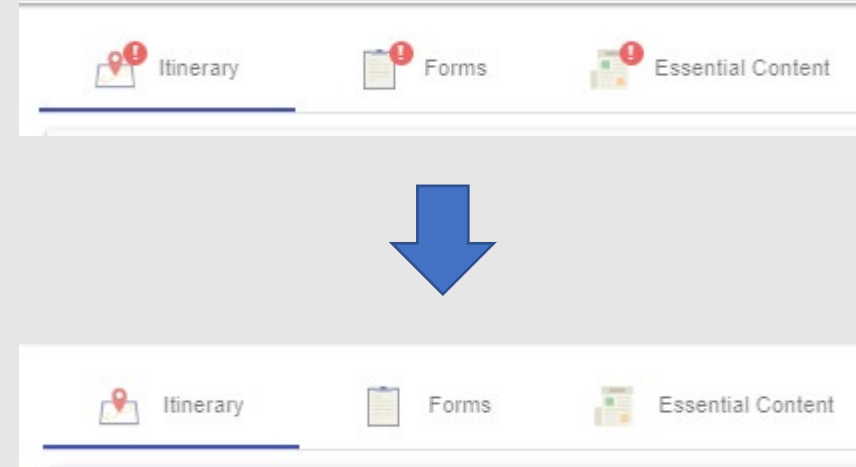 ! Itinerary ! Forms ! Essential Content
Itinerary Forms Essential Content